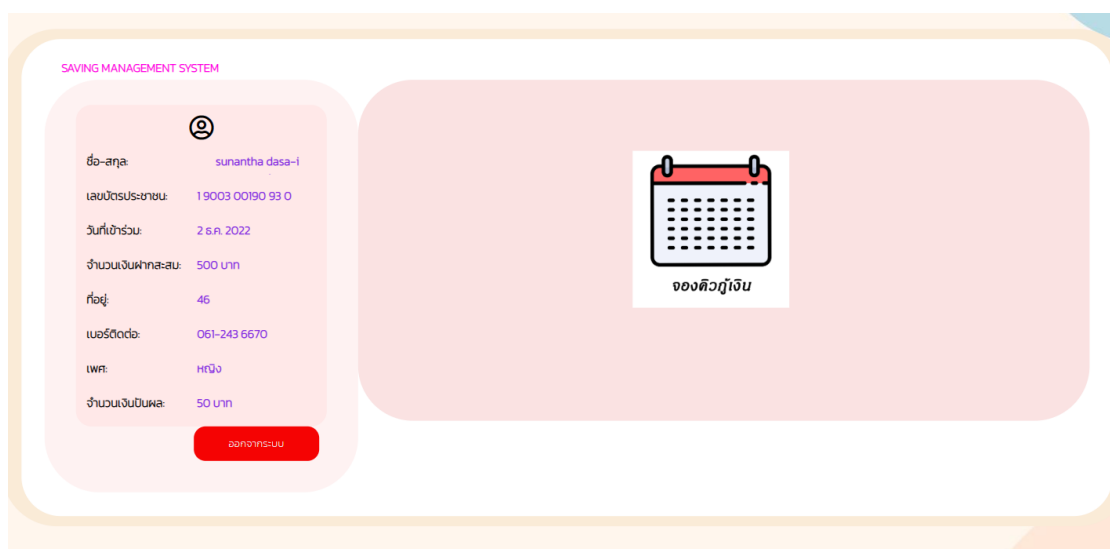 SAVING MANAGEMENT SYSTEM
ชื่อ-สกุล: sunantha dasa-i
เลขบัตรประชาชน: 1 9003 00190 93 0
วันที่เข้าร่วม: 2 ธ.ค. 2022
จำนวนเงินฝากสะสม: 500 บาท
ที่อยู่: 46
เบอร์ติดต่อ: 061-243 6670
เพศ: หญิง
จำนวนเงินปันผล: 50 บาท
ออกจากระบบ
จองคิวกู้เงิน